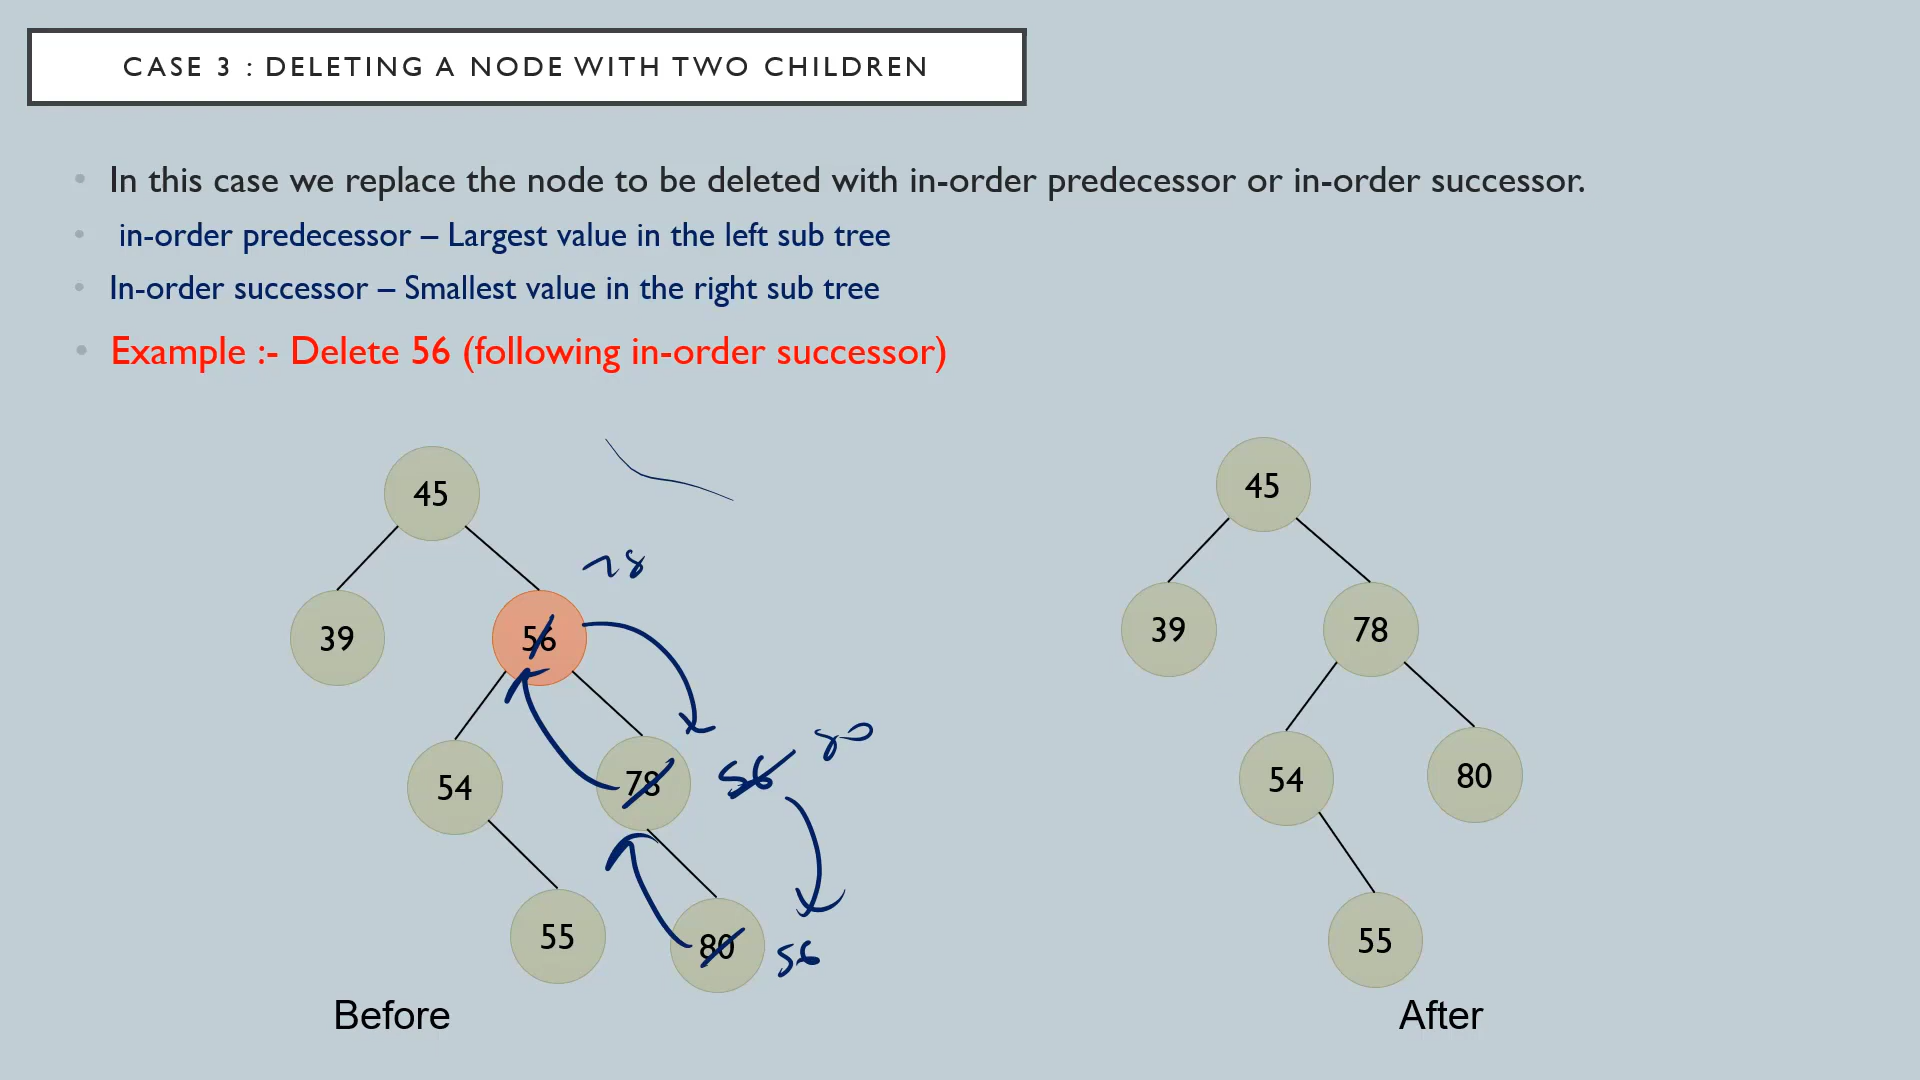 CASE 3 : DELETING A NODE WITH TWO CHILDREN
In this case we replace the node to be deleted with in-order predecessor or in-order successor.
in-order predecessor – Largest value in the left sub tree
In-order successor – Smallest value in the right sub tree
Example :- Delete 56 (following in-order successor)
45
78
39
56
54
78
56
80
55
80
56
Before
45
39
78
54
80
55
After